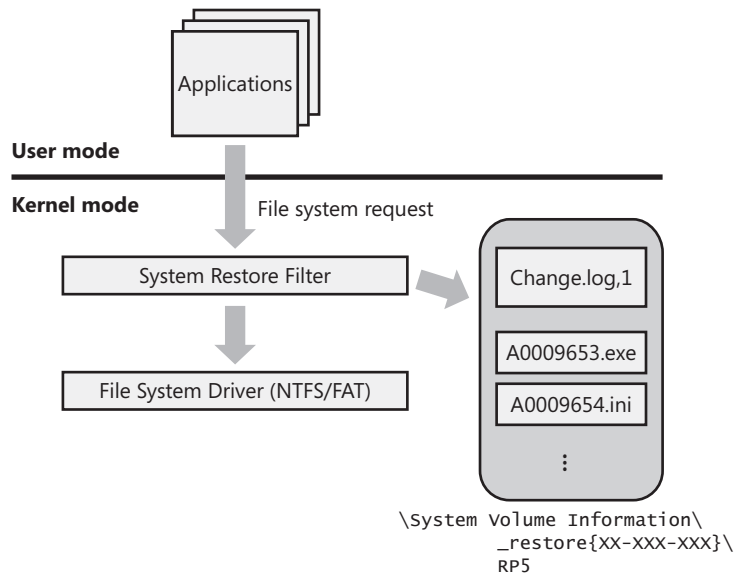 Applications
User mode
Kernel mode
File system request
System Restore Filter
Change.log,1
A0009653.exe
File System Driver (NTFS/FAT)
A0009654.ini
\System Volume Information\
_restore{XX-XXX-XXX}\
RP5